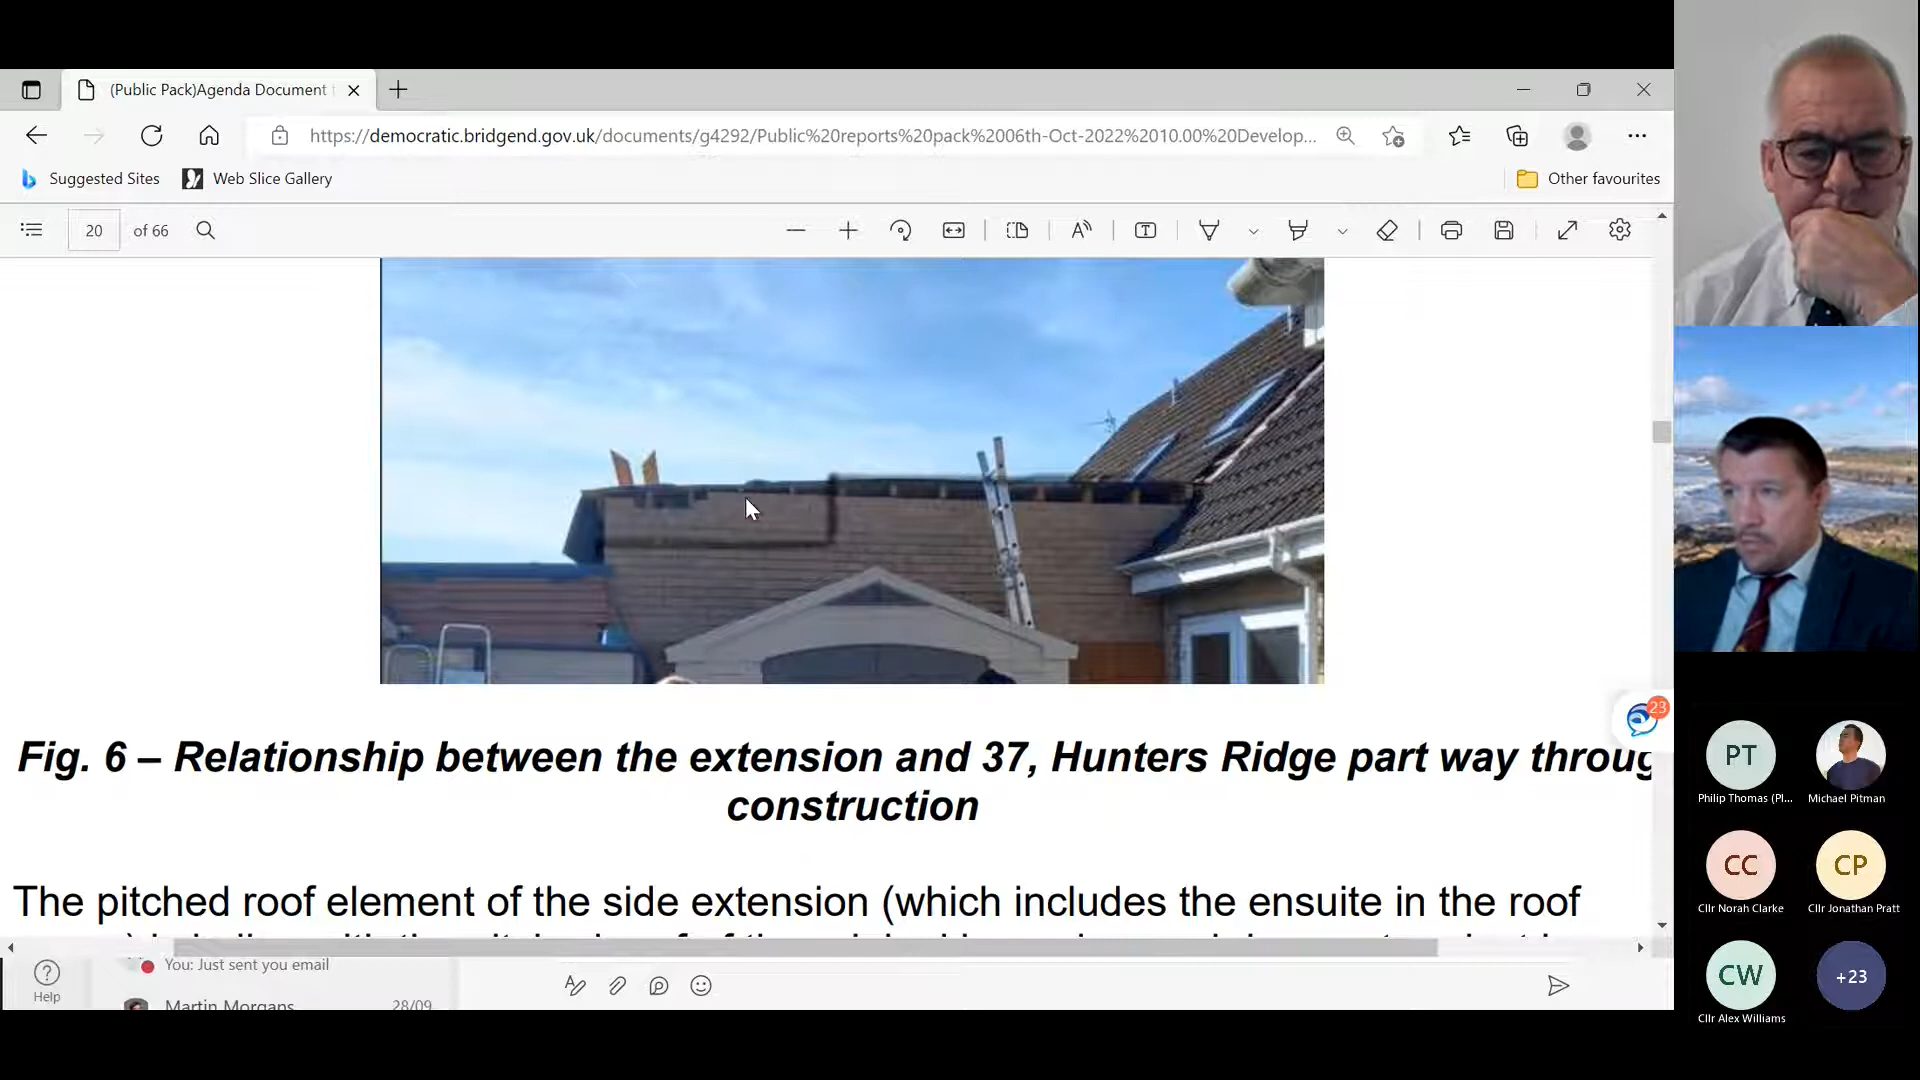 (Public Pack)Agenda Document
https://democratic.bridgend.gov.uk/documents/g4292/Public%20reports%20pack%2006th-Oct-2022%2010.00%20Develop...
Suggested Sites
Web Slice Gallery
Other favourites
20 of 66
23
Fig. 6 – Relationship between the extension and 37, Hunters Ridge part way throug
construction
The pitched roof element of the side extension (which includes the ensuite in the roof
You: Just sent you email
Help
Martin Morgans 28/09
PT
Philip Thomas (Pl...
Michael Pitman
CC
Cllr Norah Clarke
CP
Cllr Jonathan Pratt
CW
Cllr Alex Williams
+23